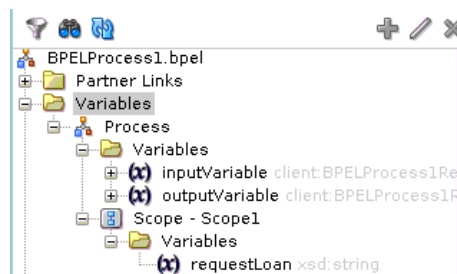 BPELProcess1.bpel
Partner Links
Variables
Process
Variables
(x) inputVariable client:BPELProcess1Re
(x) outputVariable client:BPELProcess1R
Scope - Scope1
Variables
(x) requestLoan xsd:string